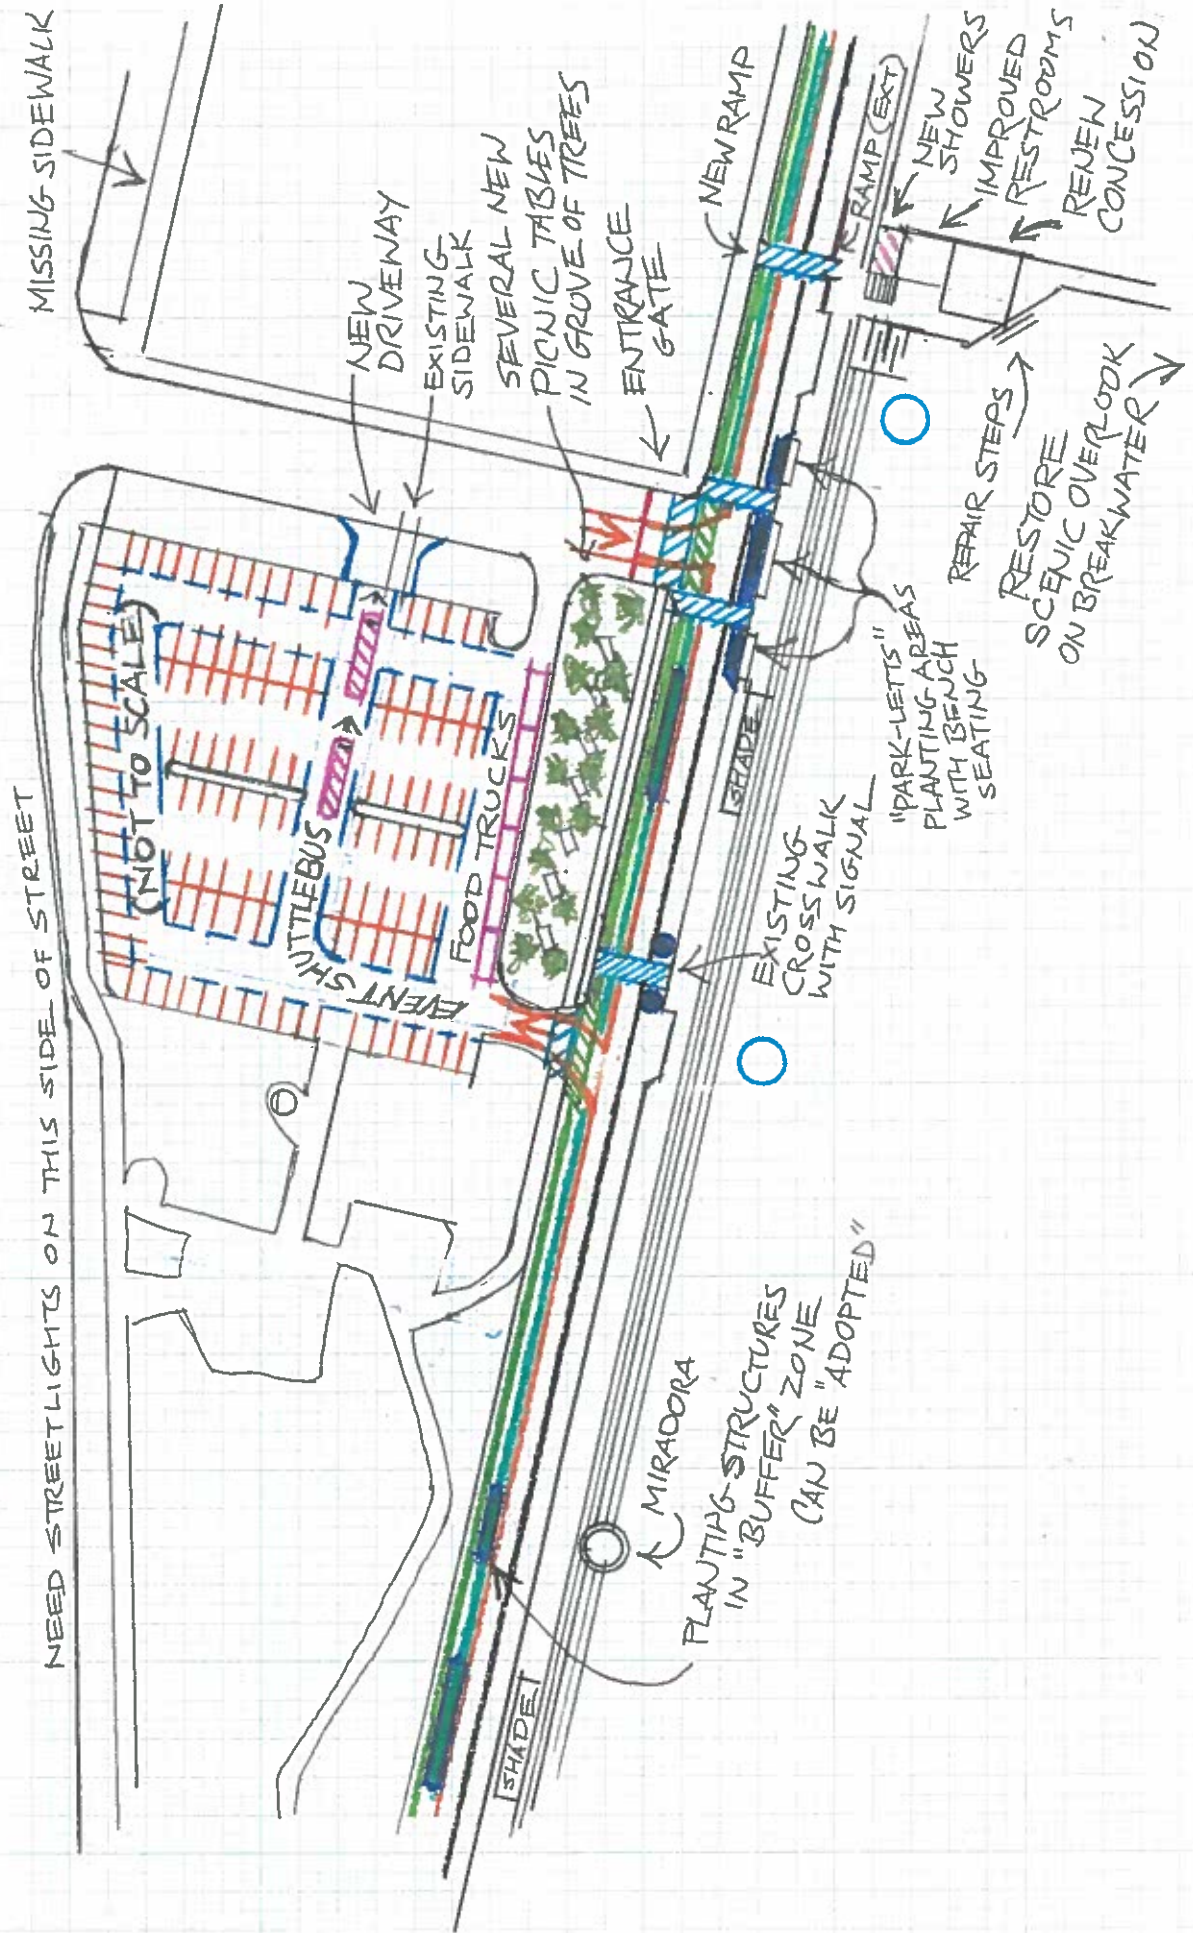 MISSING SIDEWALK
NEW
DRIVEWAY
EXISTING
SIDEWALK
SEVERAL NEW
PICNIC TABLES
IN GROVE OF TREES
ENTRANCE
GATE
NEW RAMP
RAMP (EXT)
NEW
SHOWERS
IMPROVED
RESTROOMS
RENEW
CONCESSION
NEED STREETLIGHTS ON THIS SIDE OF STREET
(NOT TO SCALE)
EVENT SHUTTLEBUS
FOOD TRUCKS
SHADE
EXISTING
CROSSWALK
WITH SIGNAL
"PARK-LETTS"
PLANTING AREAS
WITH BENCH
SEATING
REPAIR STEPS
RESTORE
SCENIC OVERLOOK
ON BREAKWATER
SHADE
MIRADORA
PLANTING-STRUCTURES
IN "BUFFER" ZONE
CAN BE "ADOPTED"